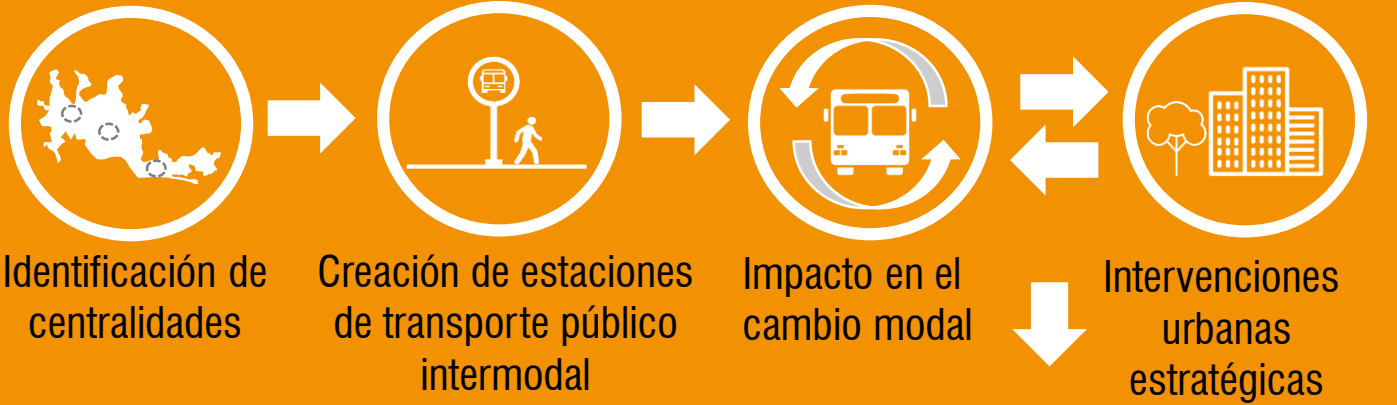 Identificación de
centralidades
Creación de estaciones
de transporte público
intermodal
Impacto en el
cambio modal
Intervenciones
urbanas
estratégicas